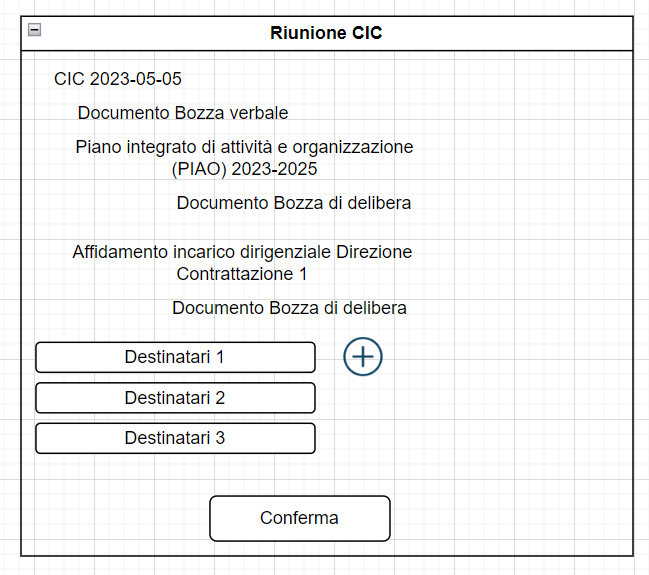 Riunione CIC
CIC 2023-05-05
Documento Bozza verbale
Piano integrato di attività e organizzazione
(PIAO) 2023-2025
Documento Bozza di delibera
Affidamento incarico dirigenziale Direzione
Contrattazione 1
Documento Bozza di delibera
Destinatari 1
Destinatari 2
Destinatari 3
Conferma